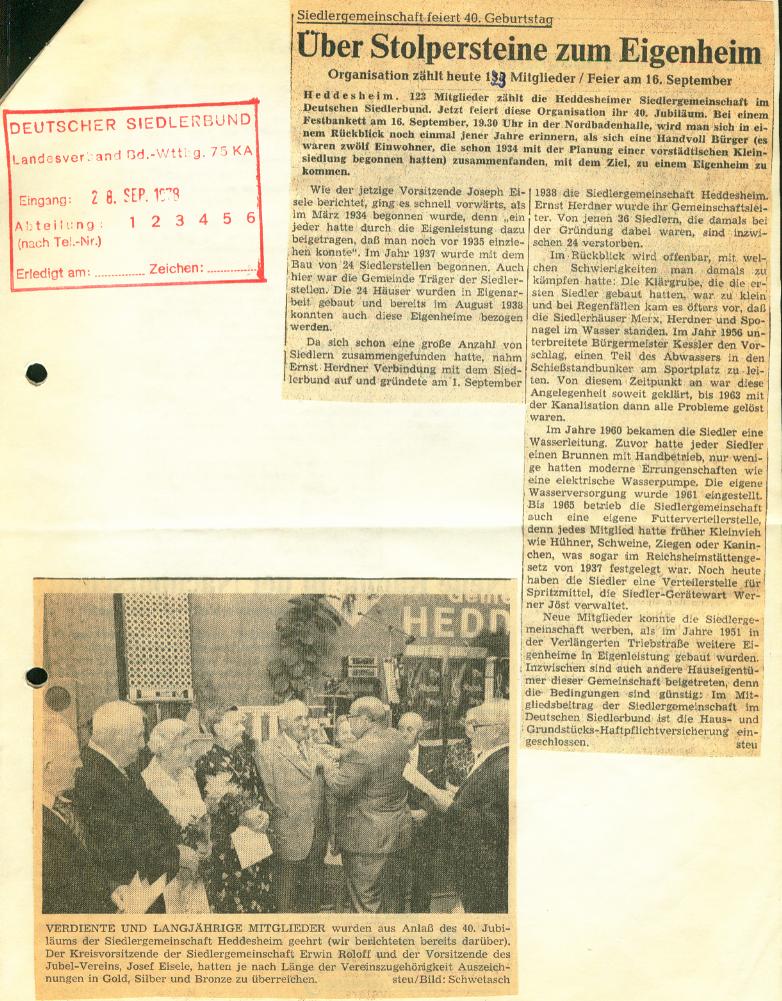 Siedlergemeinschaft feiert 40. Geburtstag
Über Stolpersteine zum Eigenheim
Organisation zählt heute 123 Mitglieder / Feier am 16. September
Heddesheim. 123 Mitglieder zählt die Heddesheimer Siedlergemeinschaft im
Deutschen Siedlerbund. Jetzt feiert diese Organisation ihr 40. Jubiläum. Bei einem
Festbankett am 16. September, 19.30 Uhr in der Nordbadenhalle, wird man sich in ei-
nem Rückblick noch einmal jener Jahre erinnern, als sich eine Handvoll Bürger (es
waren zwölf Einwohner, die schon 1934 mit der Planung einer vorstädtischen Klein-
siedlung begonnen hatten) zusammenfanden, mit dem Ziel, zu einem Eigenheim zu
kommen.
Wie der jetzige Vorsitzende Joseph Ei-
sele berichtet, ging es schnell vorwärts, als
im März 1934 begonnen wurde, denn „ein
jeder hatte durch die Eigenleistung dazu
beigetragen, daß man noch vor 1935 einzie-
hen konnte“. Im Jahr 1937 wurde mit dem
Bau von 24 Siedlerstellen begonnen. Auch
hier war die Gemeinde Träger der Siedler-
stellen. Die 24 Häuser wurden in Eigenar-
beit gebaut und bereits im August 1938
konnten auch diese Eigenheime bezogen
werden.
Da sich schon eine große Anzahl von
Siedlern zusammengefunden hatte, nahm
Ernst Herdner Verbindung mit dem Sied-
lerbund auf und gründete am 1. September
1938 die Siedlergemeinschaft Heddesheim.
Ernst Herdner wurde ihr Gemeinschaftslei-
ter. Von jenen 36 Siedlern, die damals bei
der Gründung dabei waren, sind inzwi-
schen 24 verstorben.
Im Rückblick wird offenbar, mit wel-
chen Schwierigkeiten man damals zu
kämpfen hatte: Die Klärgrube, die die er-
sten Siedler gebaut hatten, war zu klein
und bei Regenfällen kam es öfters vor, daß
die Siedlerhäuser Merx, Herdner und Spo-
nagel im Wasser standen. Im Jahr 1956 un-
terbreitete Bürgermeister Kessler den Vor-
schlag, einen Teil des Abwassers in den
Schießstandbunker am Sportplatz zu lei-
ten. Von diesem Zeitpunkt an war diese
Angelegenheit soweit geklärt, bis 1963 mit
der Kanalisation dann alle Probleme gelöst
waren.
Im Jahre 1960 bekamen die Siedler eine
Wasserleitung. Zuvor hatte jeder Siedler
einen Brunnen mit Handbetrieb, nur weni-
ge hatten moderne Errungenschaften wie
eine elektrische Wasserpumpe. Die eigene
Wasserversorgung wurde 1961 eingestellt.
Bis 1965 betrieb die Siedlergemeinschaft
auch eine eigene Futterverteilerstelle,
denn jedes Mitglied hatte früher Kleinvieh
wie Hühner, Schweine, Ziegen oder Kanin-
chen, was sogar im Reichsheimstättenge-
setz von 1937 festgelegt war. Noch heute
haben die Siedler eine Verteilerstelle für
Spritzmittel, die Siedler-Gerätewart Wer-
ner Jöst verwaltet.
Neue Mitglieder konnte die Siedlerge-
meinschaft werben, als im Jahre 1951 in
der Verlängerten Triebstraße weitere Ei-
genheime in Eigenleistung gebaut wurden.
Inzwischen sind auch andere Hauseigentü-
mer dieser Gemeinschaft beigetreten, denn
die Bedingungen sind günstig: Im Mit-
gliedsbeitrag der Siedlergemeinschaft im
Deutschen Siedlerbund ist die Haus- und
Grundstücks-Haftpflichtversicherung ein-
geschlossen. steu
DEUTSCHER SIEDLERBUND
Landesverband Bd.-Wttbg. 75 KA
Eingang: 28. SEP. 1978
Abteilung: 1 2 3 4 5 6
(nach Tel.-Nr.)
Erledigt am: ............ Zeichen: ............
Geme
HEDD
VERDIENTE UND LANGJÄHRIGE MITGLIEDER wurden aus Anlaß des 40. Jubi-
läums der Siedlergemeinschaft Heddesheim geehrt (wir berichteten bereits darüber).
Der Kreisvorsitzende der Siedlergemeinschaft Erwin Roloff und der Vorsitzende des
Jubel-Vereins, Josef Eisele, hatten je nach Länge der Vereinszugehörigkeit Auszeich-
nungen in Gold, Silber und Bronze zu überreichen. steu/Bild: Schwetasch